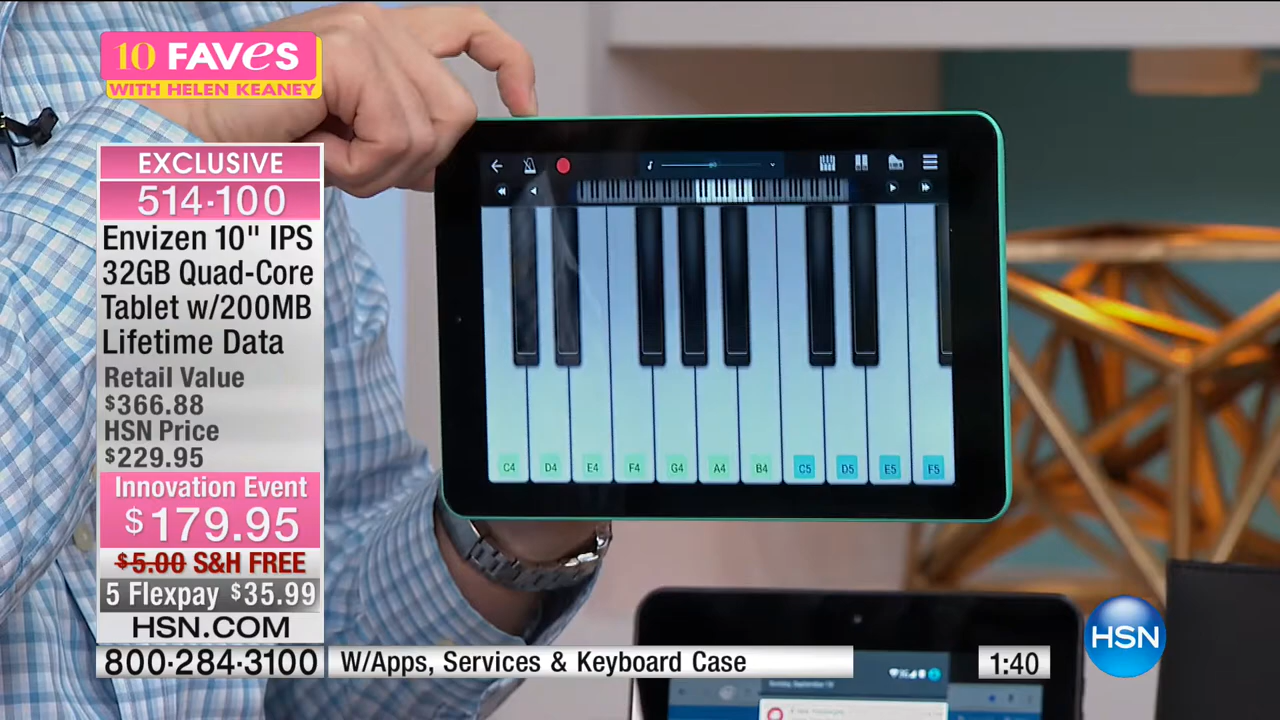 10 FAVeS
WITH HELEN KEANEY
EXCLUSIVE
514·100
Envizen 10" IPS
32GB Quad-Core
Tablet w/200MB
Lifetime Data
Retail Value
$366.88
HSN Price
$229.95
Innovation Event
$179.95
$5.00 S&H FREE
5 Flexpay $35.99
HSN.COM
800·284·3100
W/Apps, Services & Keyboard Case
1:40
HSN
C4 D4 E4 F4 G4 A4 B4 C5 D5 E5 F5